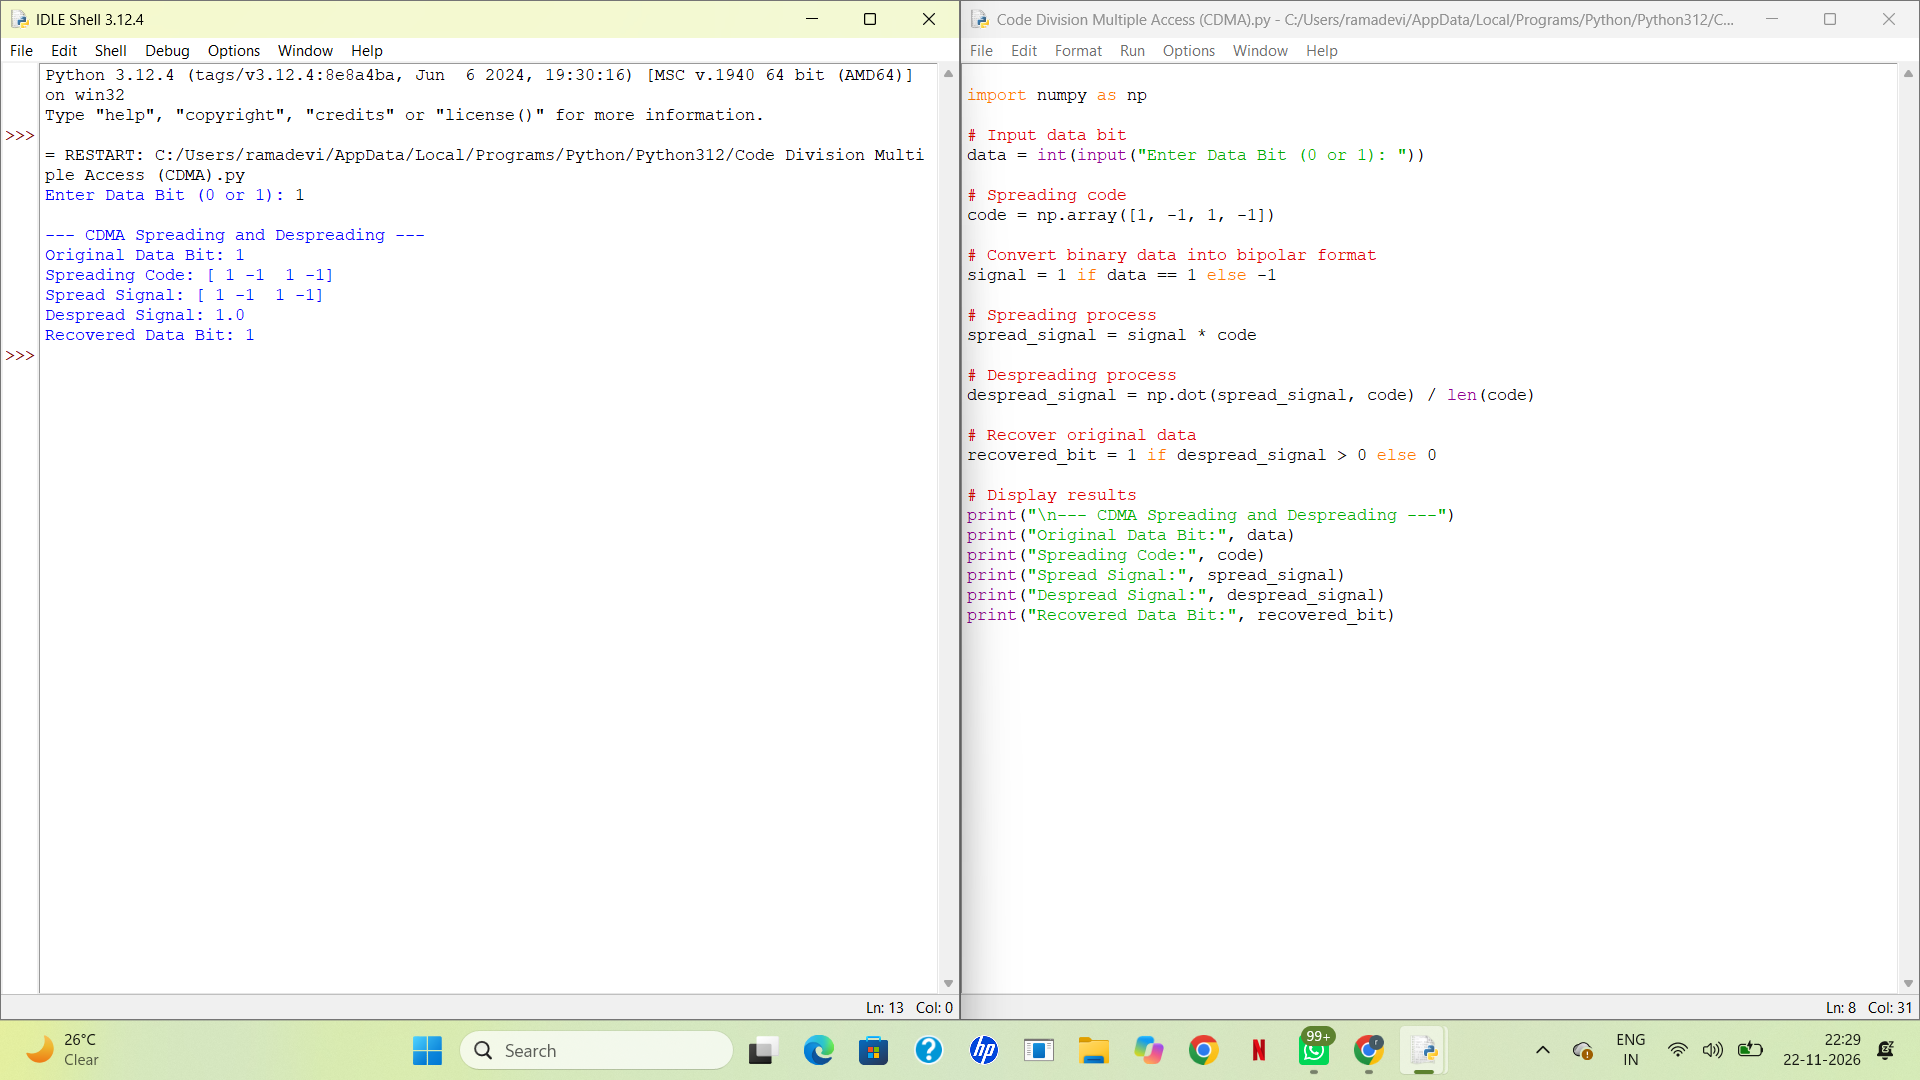 IDLE Shell 3.12.4
File Edit Shell Debug Options Window Help
Python 3.12.4 (tags/v3.12.4:8e8a4ba, Jun  6 2024, 19:30:16) [MSC v.1940 64 bit (AMD64)]
on win32
Type "help", "copyright", "credits" or "license()" for more information.
>>>
= RESTART: C:/Users/ramadevi/AppData/Local/Programs/Python/Python312/Code Division Multi
ple Access (CDMA).py
Enter Data Bit (0 or 1): 1
--- CDMA Spreading and Despreading ---
Original Data Bit: 1
Spreading Code: [ 1 -1  1 -1]
Spread Signal: [ 1 -1  1 -1]
Despread Signal: 1.0
Recovered Data Bit: 1
>>>
Ln: 13 Col: 0
Code Division Multiple Access (CDMA).py - C:/Users/ramadevi/AppData/Local/Programs/Python/Python312/C...
File Edit Format Run Options Window Help
import numpy as np
# Input data bit
data = int(input("Enter Data Bit (0 or 1): "))
# Spreading code
code = np.array([1, -1, 1, -1])
# Convert binary data into bipolar format
signal = 1 if data == 1 else -1
# Spreading process
spread_signal = signal * code
# Despreading process
despread_signal = np.dot(spread_signal, code) / len(code)
# Recover original data
recovered_bit = 1 if despread_signal > 0 else 0
# Display results
print("\n--- CDMA Spreading and Despreading ---")
print("Original Data Bit:", data)
print("Spreading Code:", code)
print("Spread Signal:", spread_signal)
print("Despread Signal:", despread_signal)
print("Recovered Data Bit:", recovered_bit)
Ln: 8 Col: 31
26°C
Clear
Search
hp
N
99+
r
ENG
IN
22:29
22-11-2026